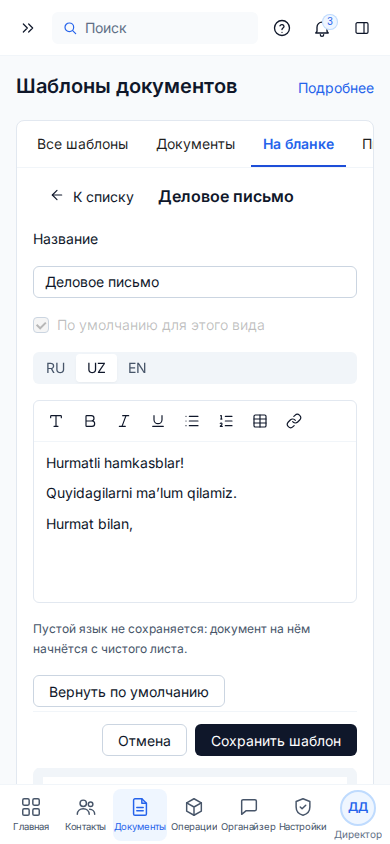 Поиск
3
Шаблоны документов
Подробнее
Все шаблоны Документы На бланке
К списку Деловое письмо
Название
Деловое письмо
По умолчанию для этого вида
RU UZ EN
Hurmatli hamkasblar!
Quyidagilarni ma’lum qilamiz.
Hurmat bilan,
Пустой язык не сохраняется: документ на нём
начнётся с чистого листа.
Вернуть по умолчанию
Отмена Сохранить шаблон
Главная Контакты Документы Операции Органайзер Настройки
ДД
Директор